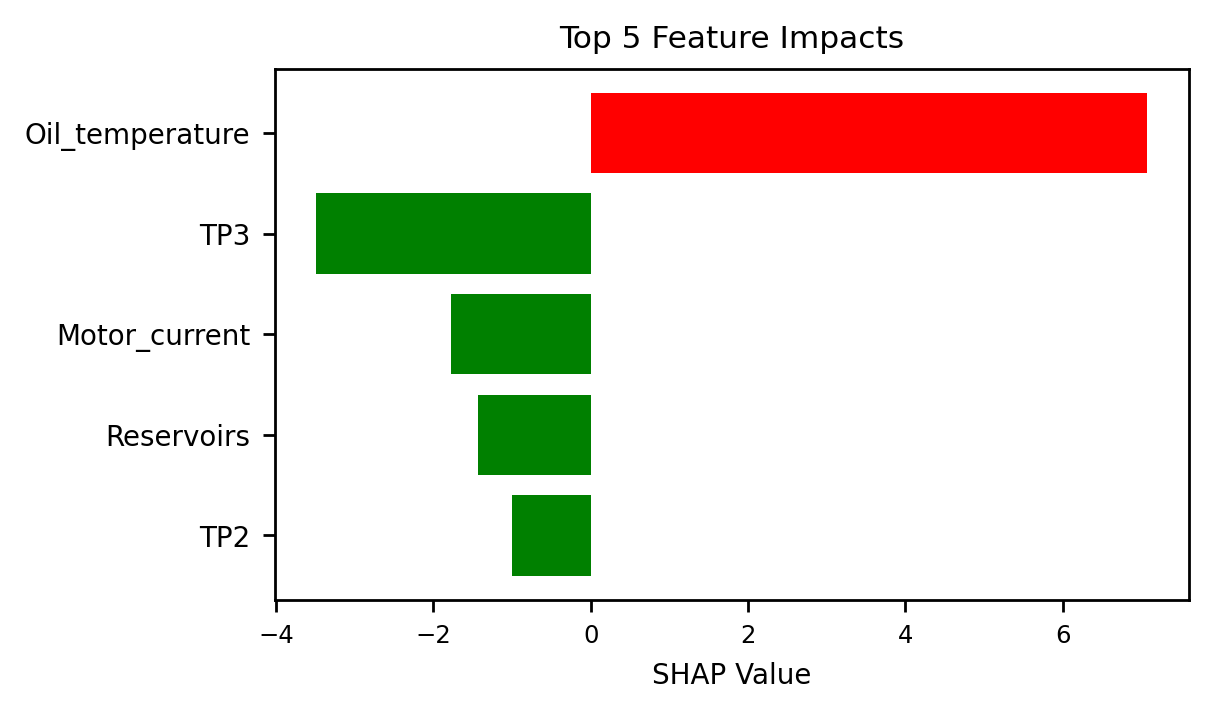 Top 5 Feature Impacts
Oil_temperature
TP3
Motor_current
Reservoirs
TP2
−4 −2 0 2 4 6
SHAP Value